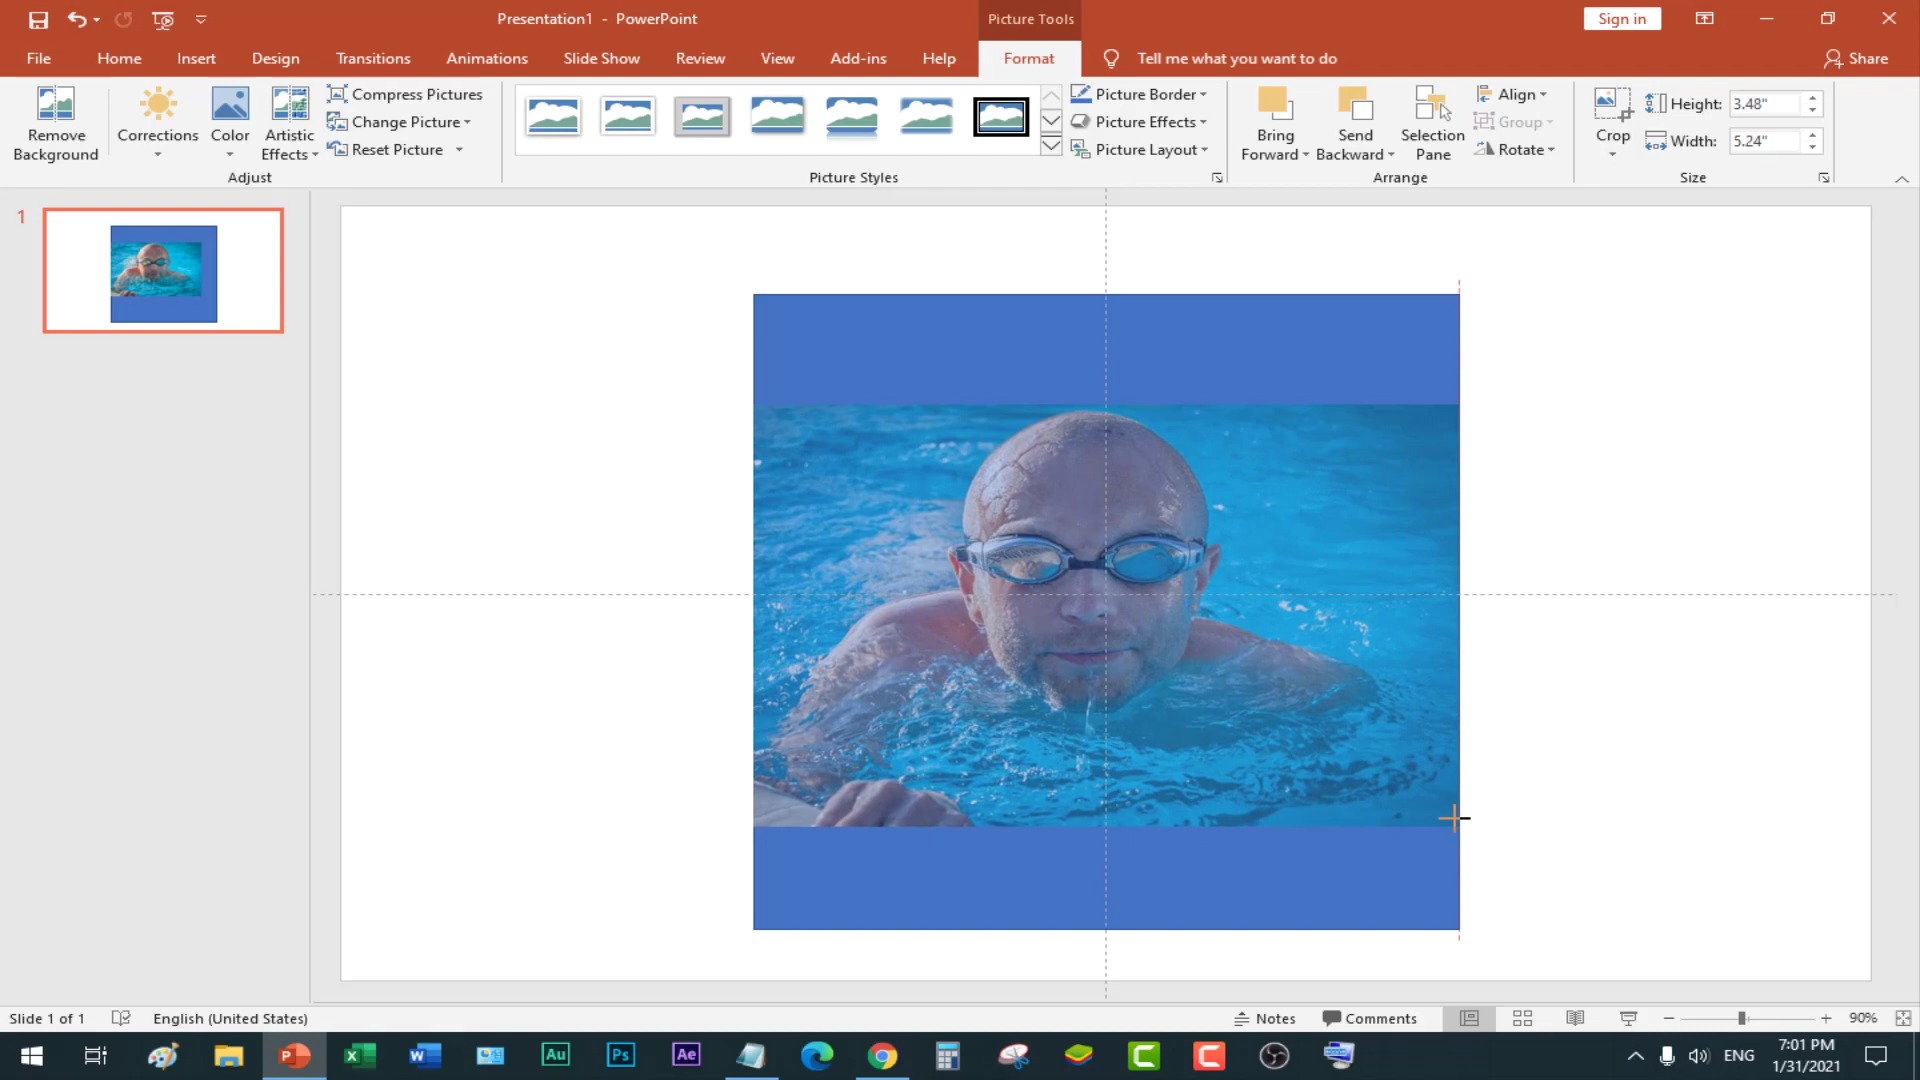 Presentation1 - PowerPoint
Picture Tools
Sign in
File Home Insert Design Transitions Animations Slide Show Review View Add-ins Help Format Tell me what you want to do Share
Remove Background
Corrections
Color
Artistic Effects
Compress Pictures
Change Picture
Reset Picture
Adjust
Picture Styles
Picture Border
Picture Effects
Picture Layout
Bring Forward
Send Backward
Selection Pane
Align
Group
Rotate
Arrange
Crop
Height: 3.48"
Width: 5.24"
Size
1
Slide 1 of 1 English (United States) Notes Comments 90%
Au Ps Ae
ENG 7:01 PM
1/31/2021